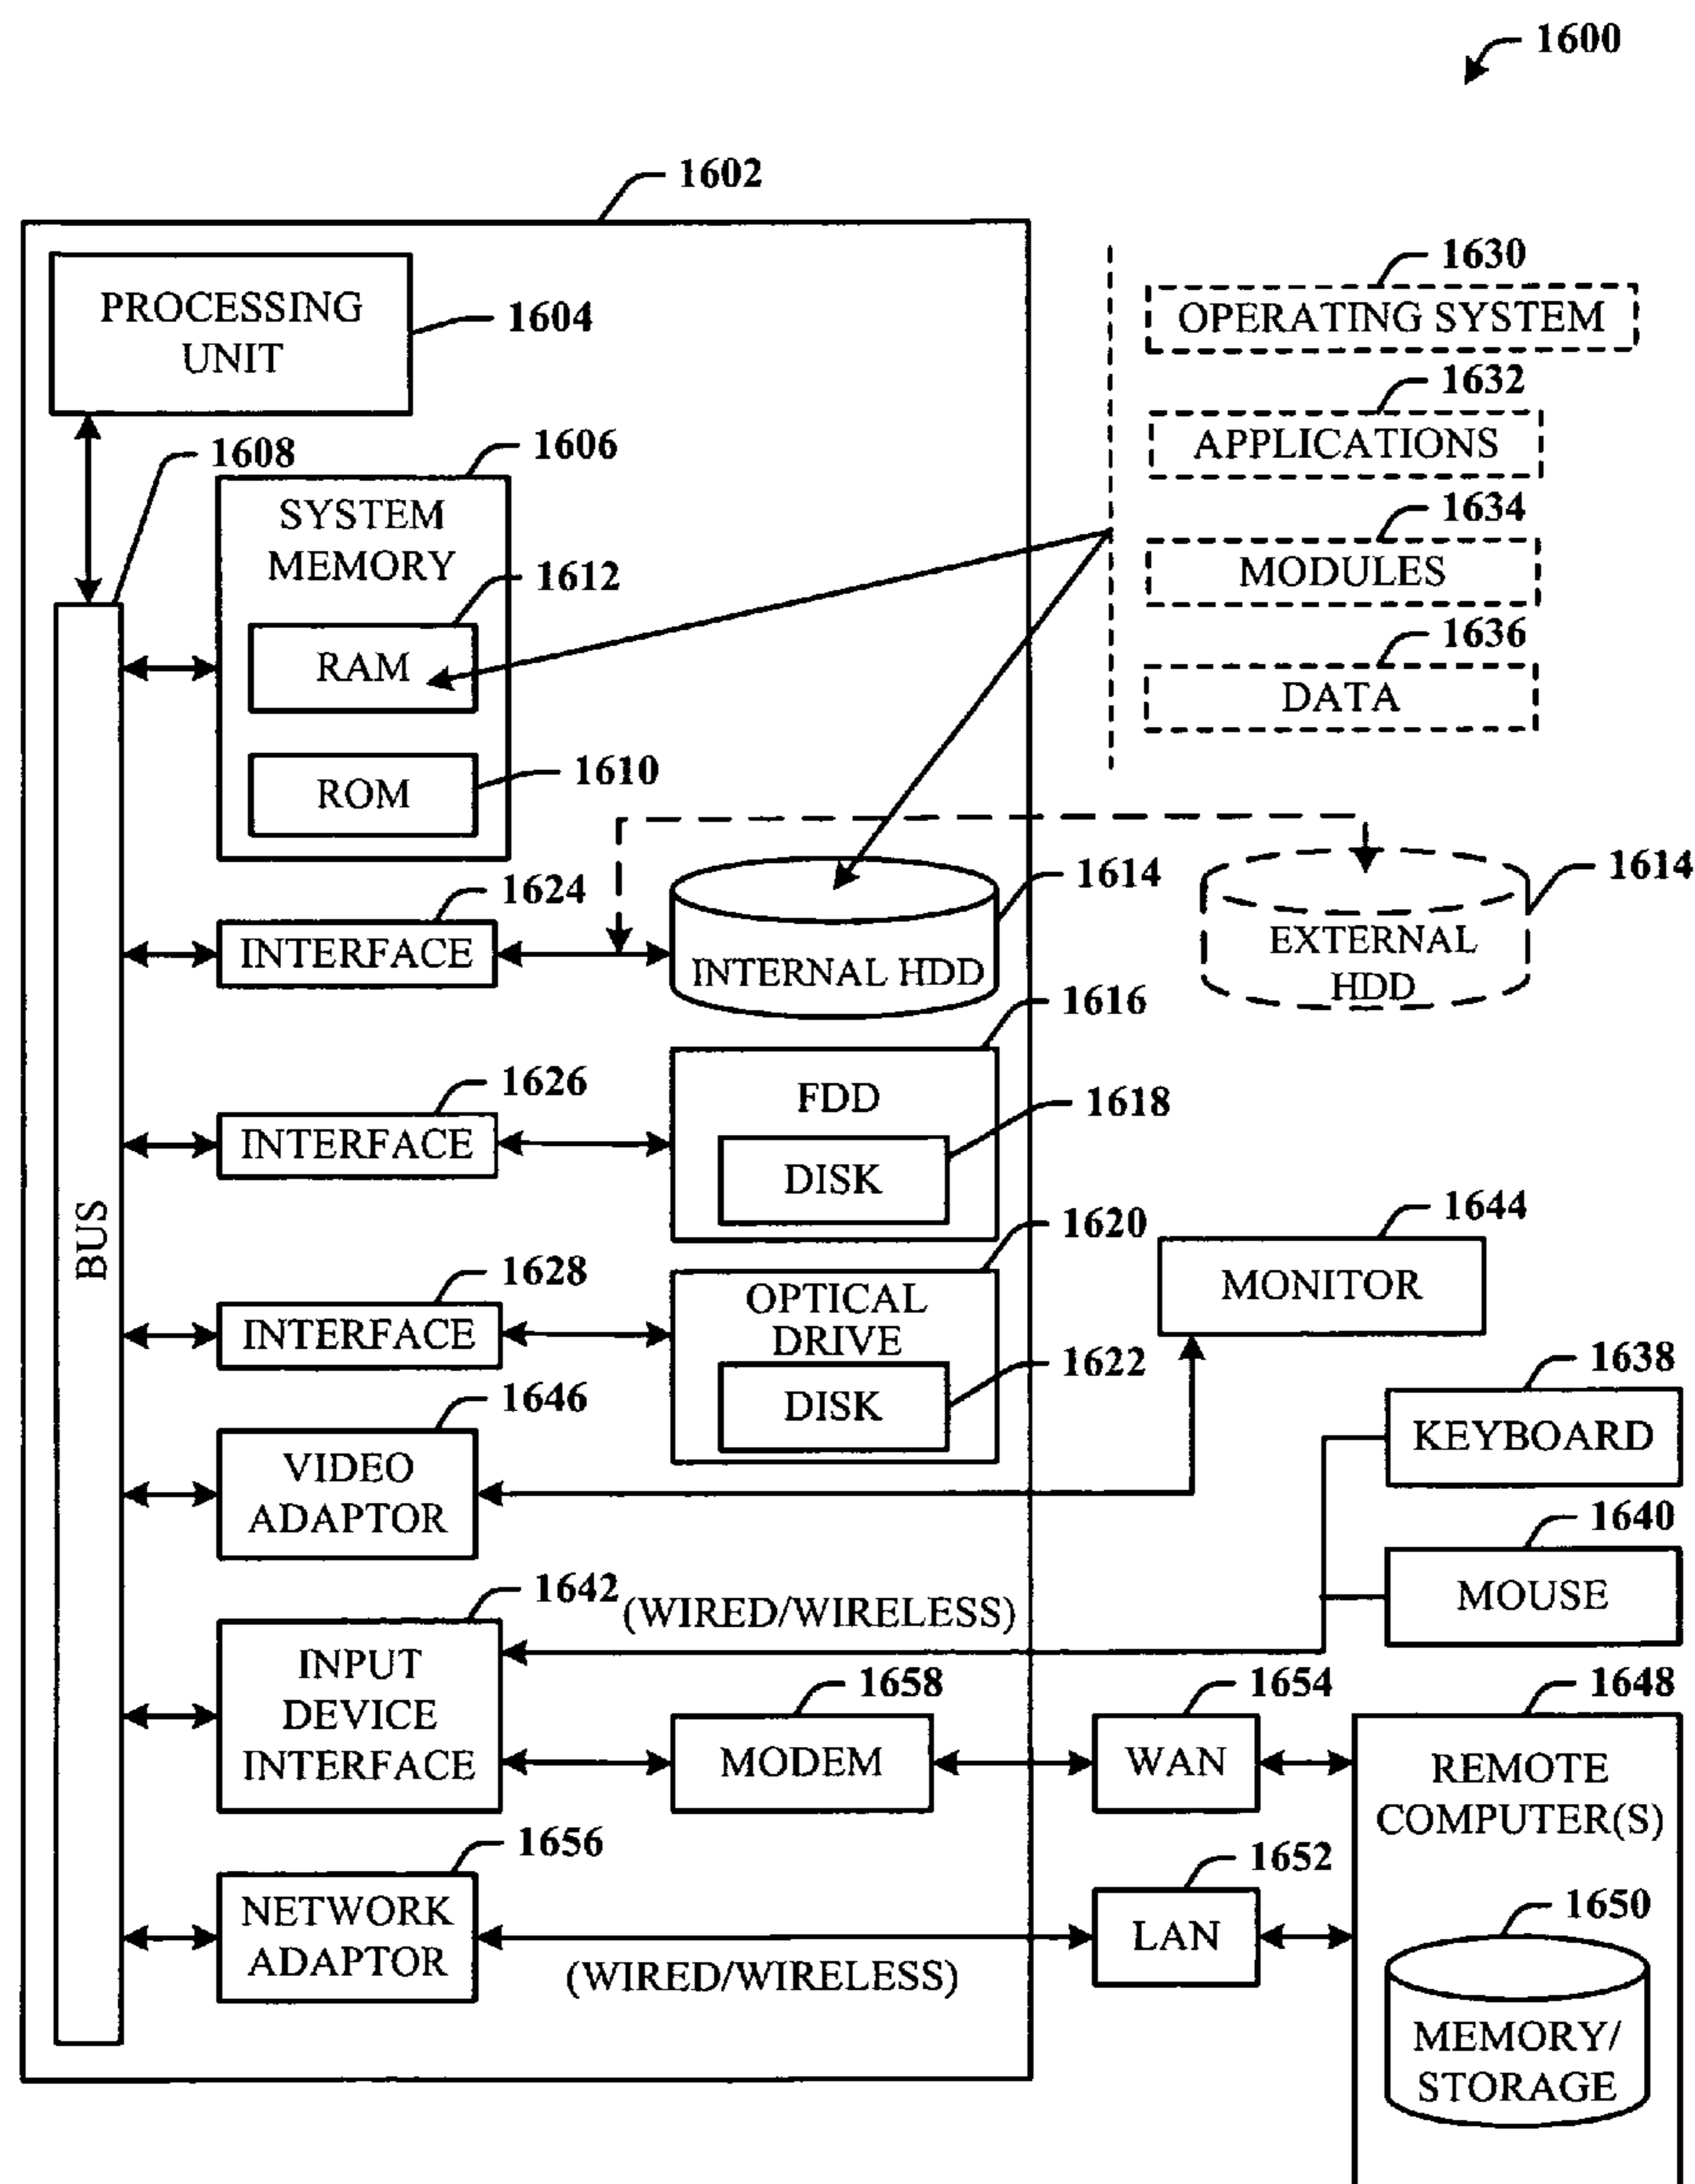 1600
1602
PROCESSING
UNIT
1604
1630
OPERATING SYSTEM
1632
APPLICATIONS
1634
MODULES
1636
DATA
1608
1606
SYSTEM
MEMORY
1612
RAM
ROM
1610
1624
INTERFACE
INTERNAL HDD
1614
EXTERNAL
HDD
1614
1626
INTERFACE
1616
FDD
1618
DISK
BUS
1628
INTERFACE
1620
OPTICAL
DRIVE
1622
DISK
1644
MONITOR
1638
KEYBOARD
1646
VIDEO
ADAPTOR
1640
MOUSE
1642
(WIRED/WIRELESS)
INPUT
DEVICE
INTERFACE
1658
MODEM
1654
WAN
1648
REMOTE
COMPUTER(S)
1656
NETWORK
ADAPTOR
(WIRED/WIRELESS)
1652
LAN
1650
MEMORY/
STORAGE